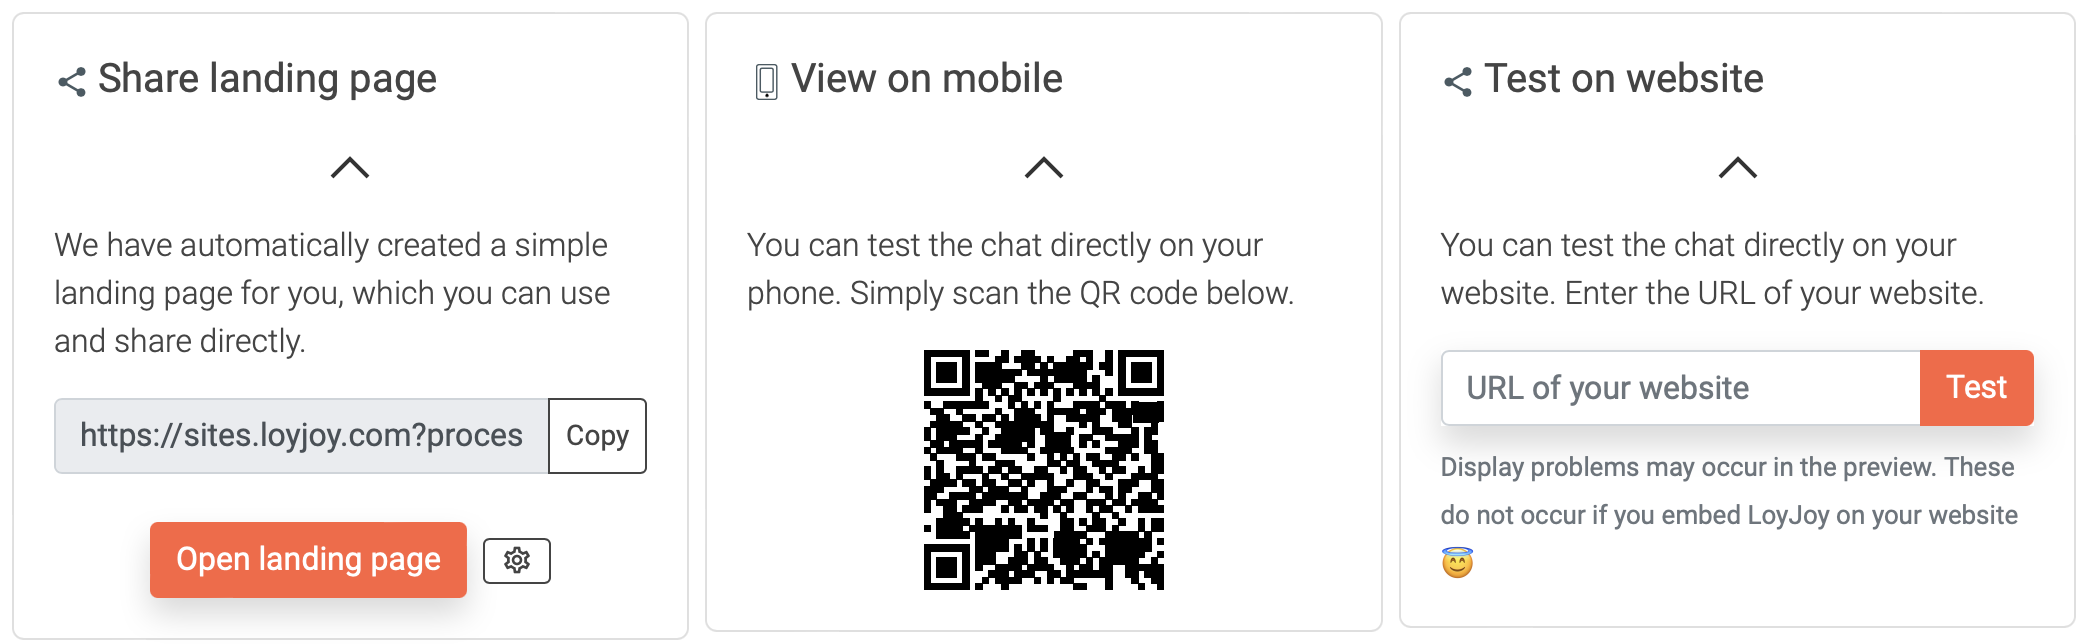 Share landing page
We have automatically created a simple
landing page for you, which you can use
and share directly.
https://sites.loyjoy.com?proces
Copy
Open landing page
View on mobile
You can test the chat directly on your
phone. Simply scan the QR code below.
Test on website
You can test the chat directly on your
website. Enter the URL of your website.
URL of your website
Test
Display problems may occur in the preview. These
do not occur if you embed LoyJoy on your website
😇